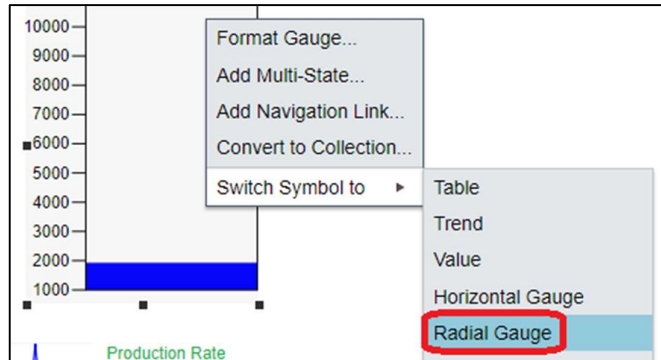 10000
9000
8000
7000
6000
5000
4000
3000
2000
1000
Format Gauge...
Add Multi-State...
Add Navigation Link...
Convert to Collection...
Switch Symbol to
Table
Trend
Value
Horizontal Gauge
Radial Gauge
Production Rate